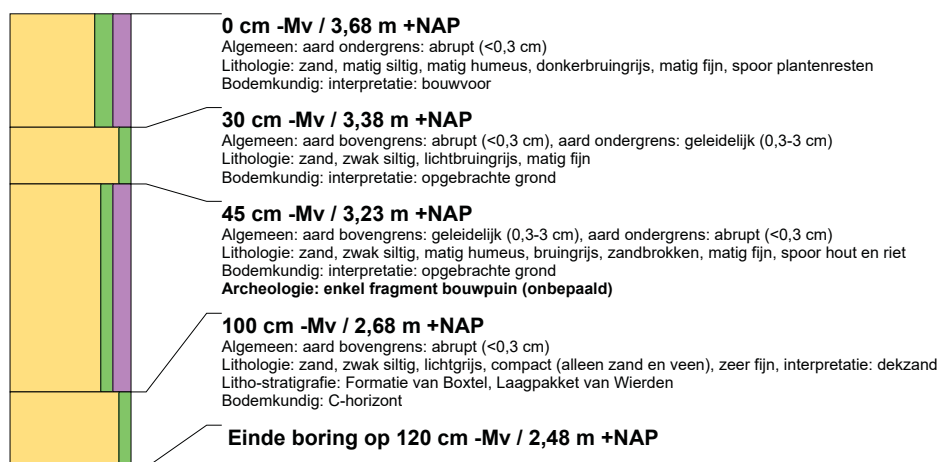 0 cm -Mv / 3,68 m +NAP
Algemeen: aard ondergrens: abrupt (<0,3 cm)
Lithologie: zand, matig siltig, matig humeus, donkerbruingrijs, matig fijn, spoor plantenresten
Bodemkundig: interpretatie: bouwvoor
30 cm -Mv / 3,38 m +NAP
Algemeen: aard bovengrens: abrupt (<0,3 cm), aard ondergrens: geleidelijk (0,3-3 cm)
Lithologie: zand, zwak siltig, lichtbruingrijs, matig fijn
Bodemkundig: interpretatie: opgebrachte grond
45 cm -Mv / 3,23 m +NAP
Algemeen: aard bovengrens: geleidelijk (0,3-3 cm), aard ondergrens: abrupt (<0,3 cm)
Lithologie: zand, zwak siltig, matig humeus, bruingrijs, zandbrokken, matig fijn, spoor hout en riet
Bodemkundig: interpretatie: opgebrachte grond
Archeologie: enkel fragment bouwpuin (onbepaald)
100 cm -Mv / 2,68 m +NAP
Algemeen: aard bovengrens: abrupt (<0,3 cm)
Lithologie: zand, zwak siltig, lichtgrijs, compact (alleen zand en veen), zeer fijn, interpretatie: dekzand
Litho-stratigrafie: Formatie van Boxtel, Laagpakket van Wierden
Bodemkundig: C-horizont
Einde boring op 120 cm -Mv / 2,48 m +NAP